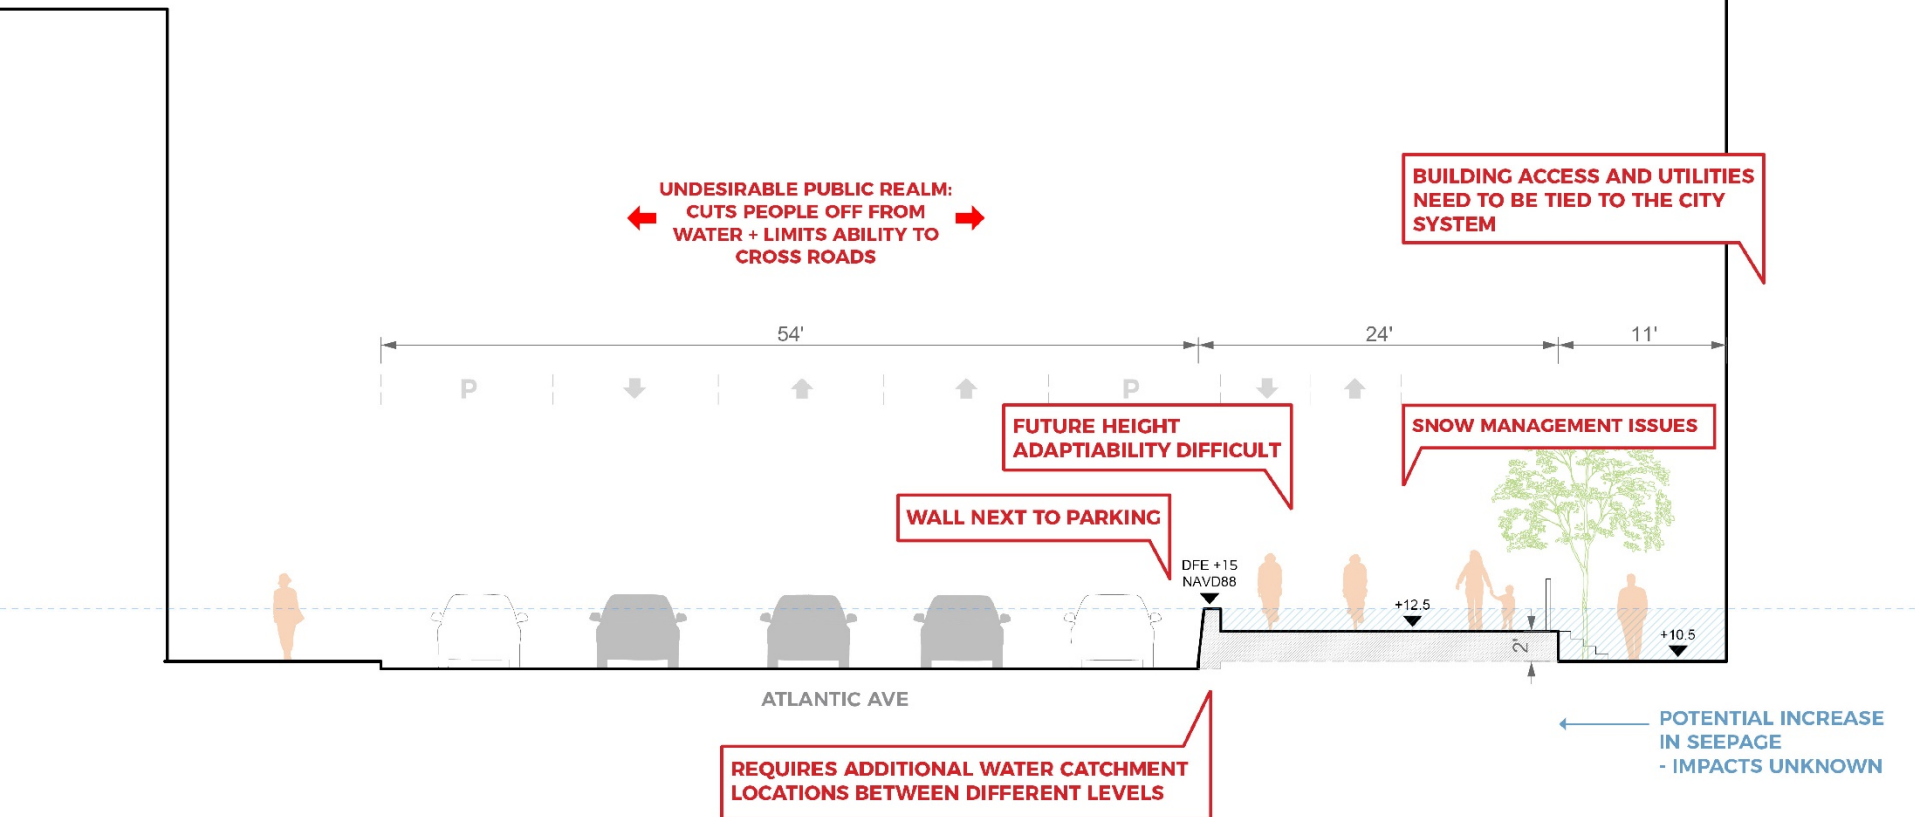 UNDESIRABLE PUBLIC REALM:
CUTS PEOPLE OFF FROM
WATER + LIMITS ABILITY TO
CROSS ROADS
BUILDING ACCESS AND UTILITIES
NEED TO BE TIED TO THE CITY
SYSTEM
54'
24'
11'
P
P
FUTURE HEIGHT
ADAPTIABILITY DIFFICULT
SNOW MANAGEMENT ISSUES
WALL NEXT TO PARKING
DFE +15
NAVD88
+12.5
2'
+10.5
ATLANTIC AVE
POTENTIAL INCREASE
IN SEEPAGE
- IMPACTS UNKNOWN
REQUIRES ADDITIONAL WATER CATCHMENT
LOCATIONS BETWEEN DIFFERENT LEVELS